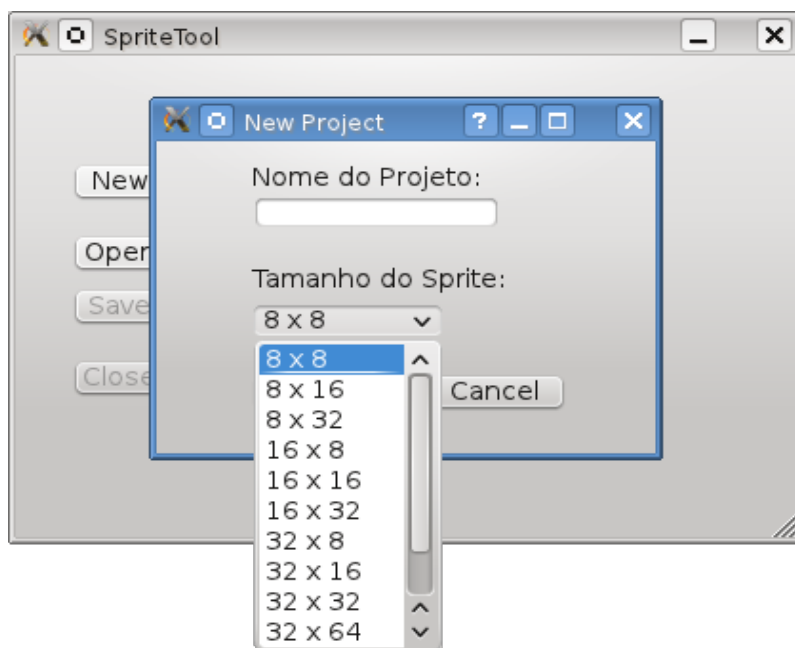 SpriteTool
New Project
?
New
Nome do Projeto:
Open
Save
Tamanho do Sprite:
8 x 8
Close
Cancel
8 x 8
8 x 16
8 x 32
16 x 8
16 x 16
16 x 32
32 x 8
32 x 16
32 x 32
32 x 64